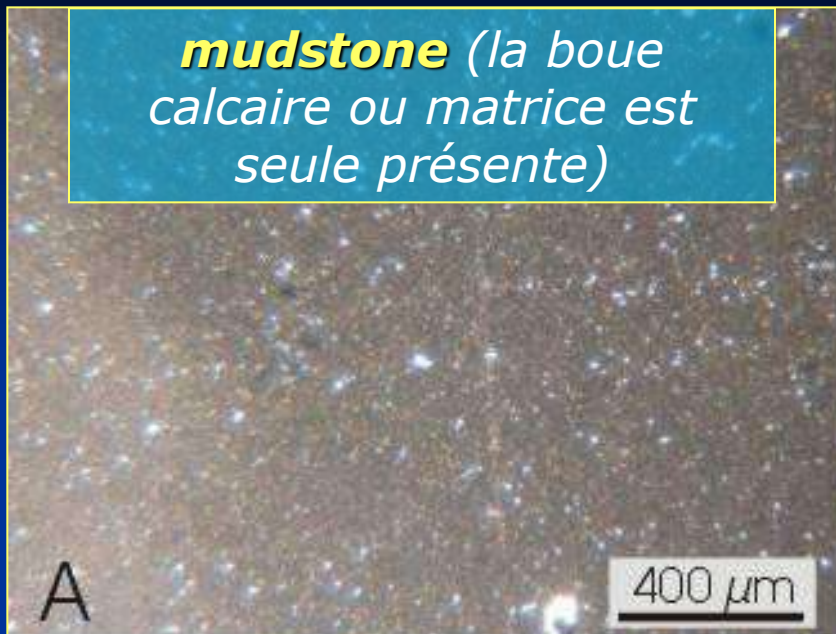 mudstone (la boue
calcaire ou matrice est
seule présente)
A
400 µm